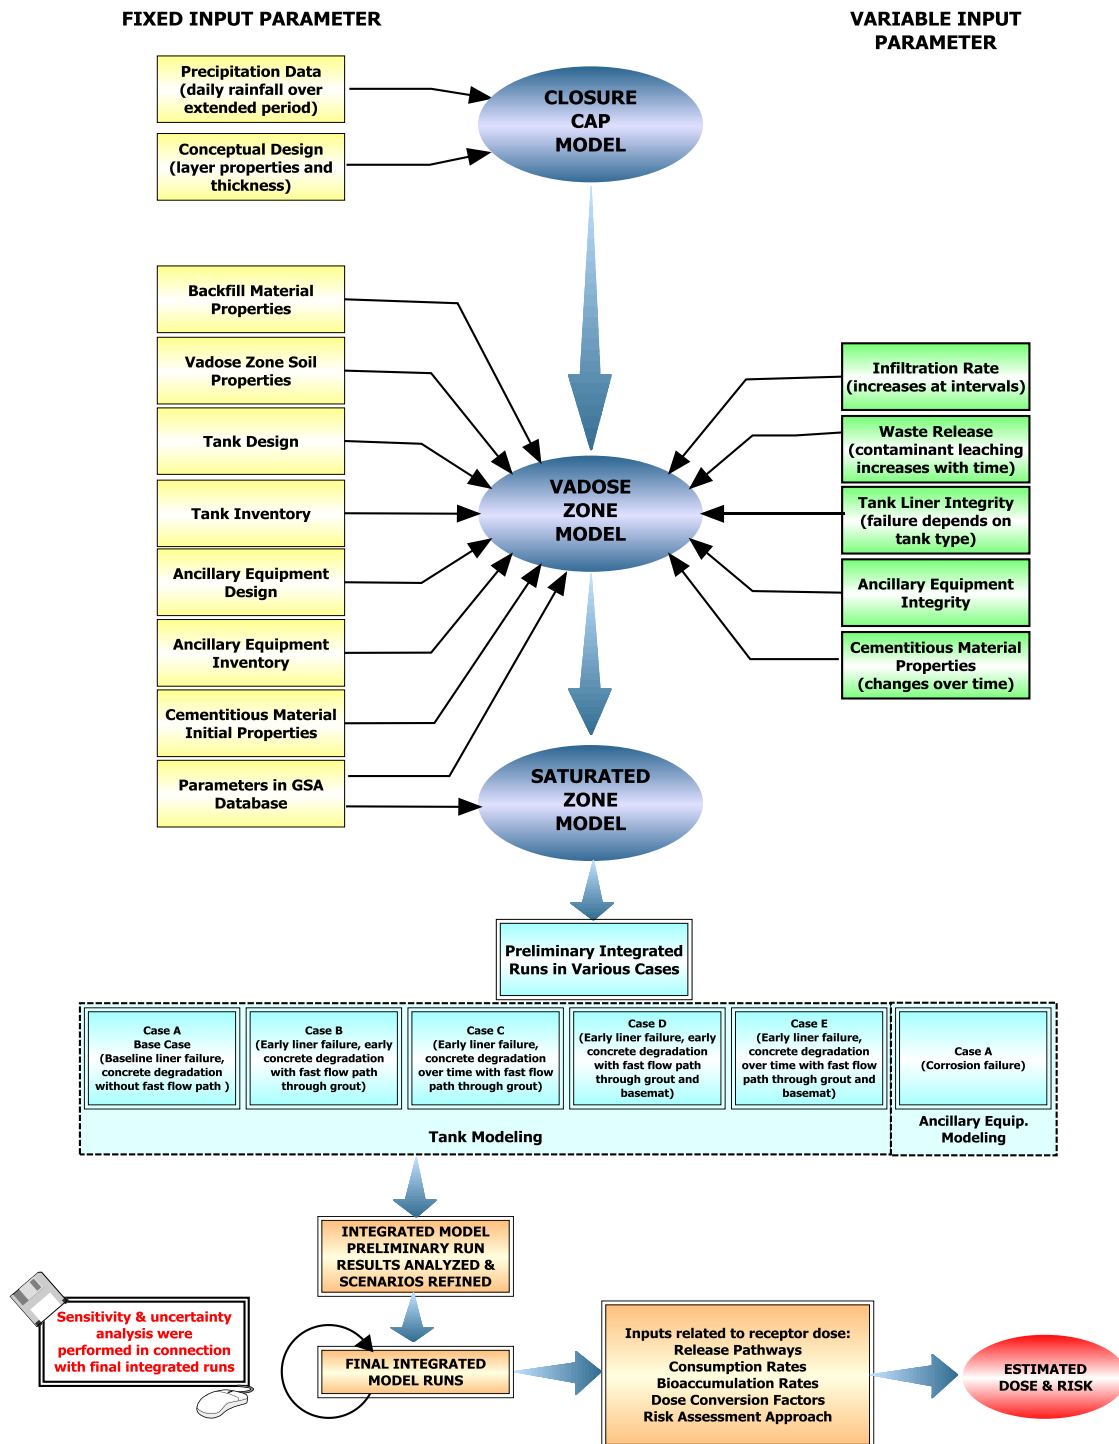 FIXED INPUT PARAMETER
VARIABLE INPUT
PARAMETER
Precipitation Data
(daily rainfall over
extended period)
Conceptual Design
(layer properties and
thickness)
CLOSURE
CAP
MODEL
Backfill Material
Properties
Vadose Zone Soil
Properties
Tank Design
Tank Inventory
Ancillary Equipment
Design
Ancillary Equipment
Inventory
Cementitious Material
Initial Properties
Parameters in GSA
Database
VADOSE
ZONE
MODEL
Infiltration Rate
(increases at intervals)
Waste Release
(contaminant leaching
increases with time)
Tank Liner Integrity
(failure depends on
tank type)
Ancillary Equipment
Integrity
Cementitious Material
Properties
(changes over time)
SATURATED
ZONE
MODEL
Preliminary Integrated
Runs in Various Cases
Case A
Base Case
(Baseline liner failure,
concrete degradation
without fast flow path )
Case B
(Early liner failure, early
concrete degradation
with fast flow path
through grout)
Case C
(Early liner failure,
concrete degradation
over time with fast flow
path through grout)
Case D
(Early liner failure, early
concrete degradation
with fast flow path
through grout and
basemat)
Case E
(Early liner failure,
concrete degradation
over time with fast flow
path through grout and
basemat)
Case A
(Corrosion failure)
Tank Modeling
Ancillary Equip.
Modeling
INTEGRATED MODEL
PRELIMINARY RUN
RESULTS ANALYZED &
SCENARIOS REFINED
Sensitivity & uncertainty
analysis were
performed in connection
with final integrated runs
FINAL INTEGRATED
MODEL RUNS
Inputs related to receptor dose:
Release Pathways
Consumption Rates
Bioaccumulation Rates
Dose Conversion Factors
Risk Assessment Approach
ESTIMATED
DOSE & RISK